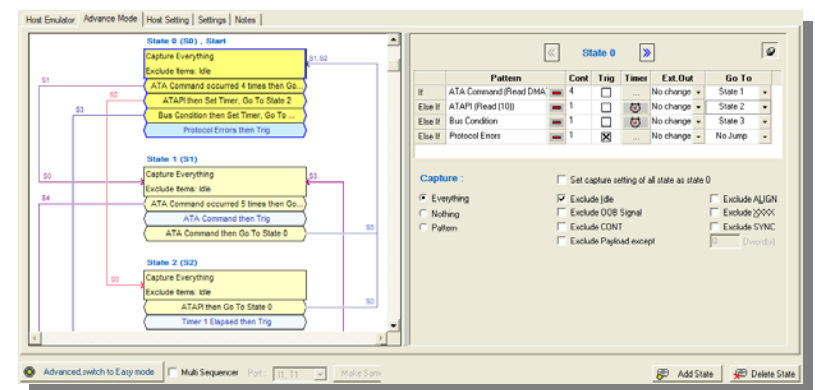 Host Emulator Advance Mode Host Setting Settings Notes
State 0 (S0) , Start
Capture Everything
Exclude Items: Idle
S1.S2
ATA Command occurred 4 times then Go...
ATAPI then Set Timer, Go To State 2
Bus Condition then Set Timer, Go To ...
Protocol Errors then Trig
S1
S2
S3
State 1 (S1)
Capture Everything
Exclude Items: Idle
S0
S3
ATA Command occurred 5 times then Go...
ATA Command then Trig
ATA Command then Go To State 0
S4
S0
State 2 (S2)
Capture Everything
Exclude Items: Idle
S0
ATAPI then Go To State 0
Timer 1 Elapsed then Trig
S0
State 0
Pattern Cont Trig Timer Ext.Out Go To
If ATA Command (Read DMA) 4 ... No change State 1
Else If ATAPI (Read (10)) 1 No change State 2
Else If Bus Condition 1 No change State 3
Else If Protocol Errors 1 ... No change No Jump
Capture :
Set capture setting of all state as state 0
Everything
Nothing
Pattern
Exclude Idle
Exclude OOB Signal
Exclude CONT
Exclude Payload except
Exclude ALIGN
Exclude XXXX
Exclude SYNC
0 Dword(s)
Advanced,switch to Easy mode Multi Sequencer Port : I1, T1 Make Sam
Add State Delete State